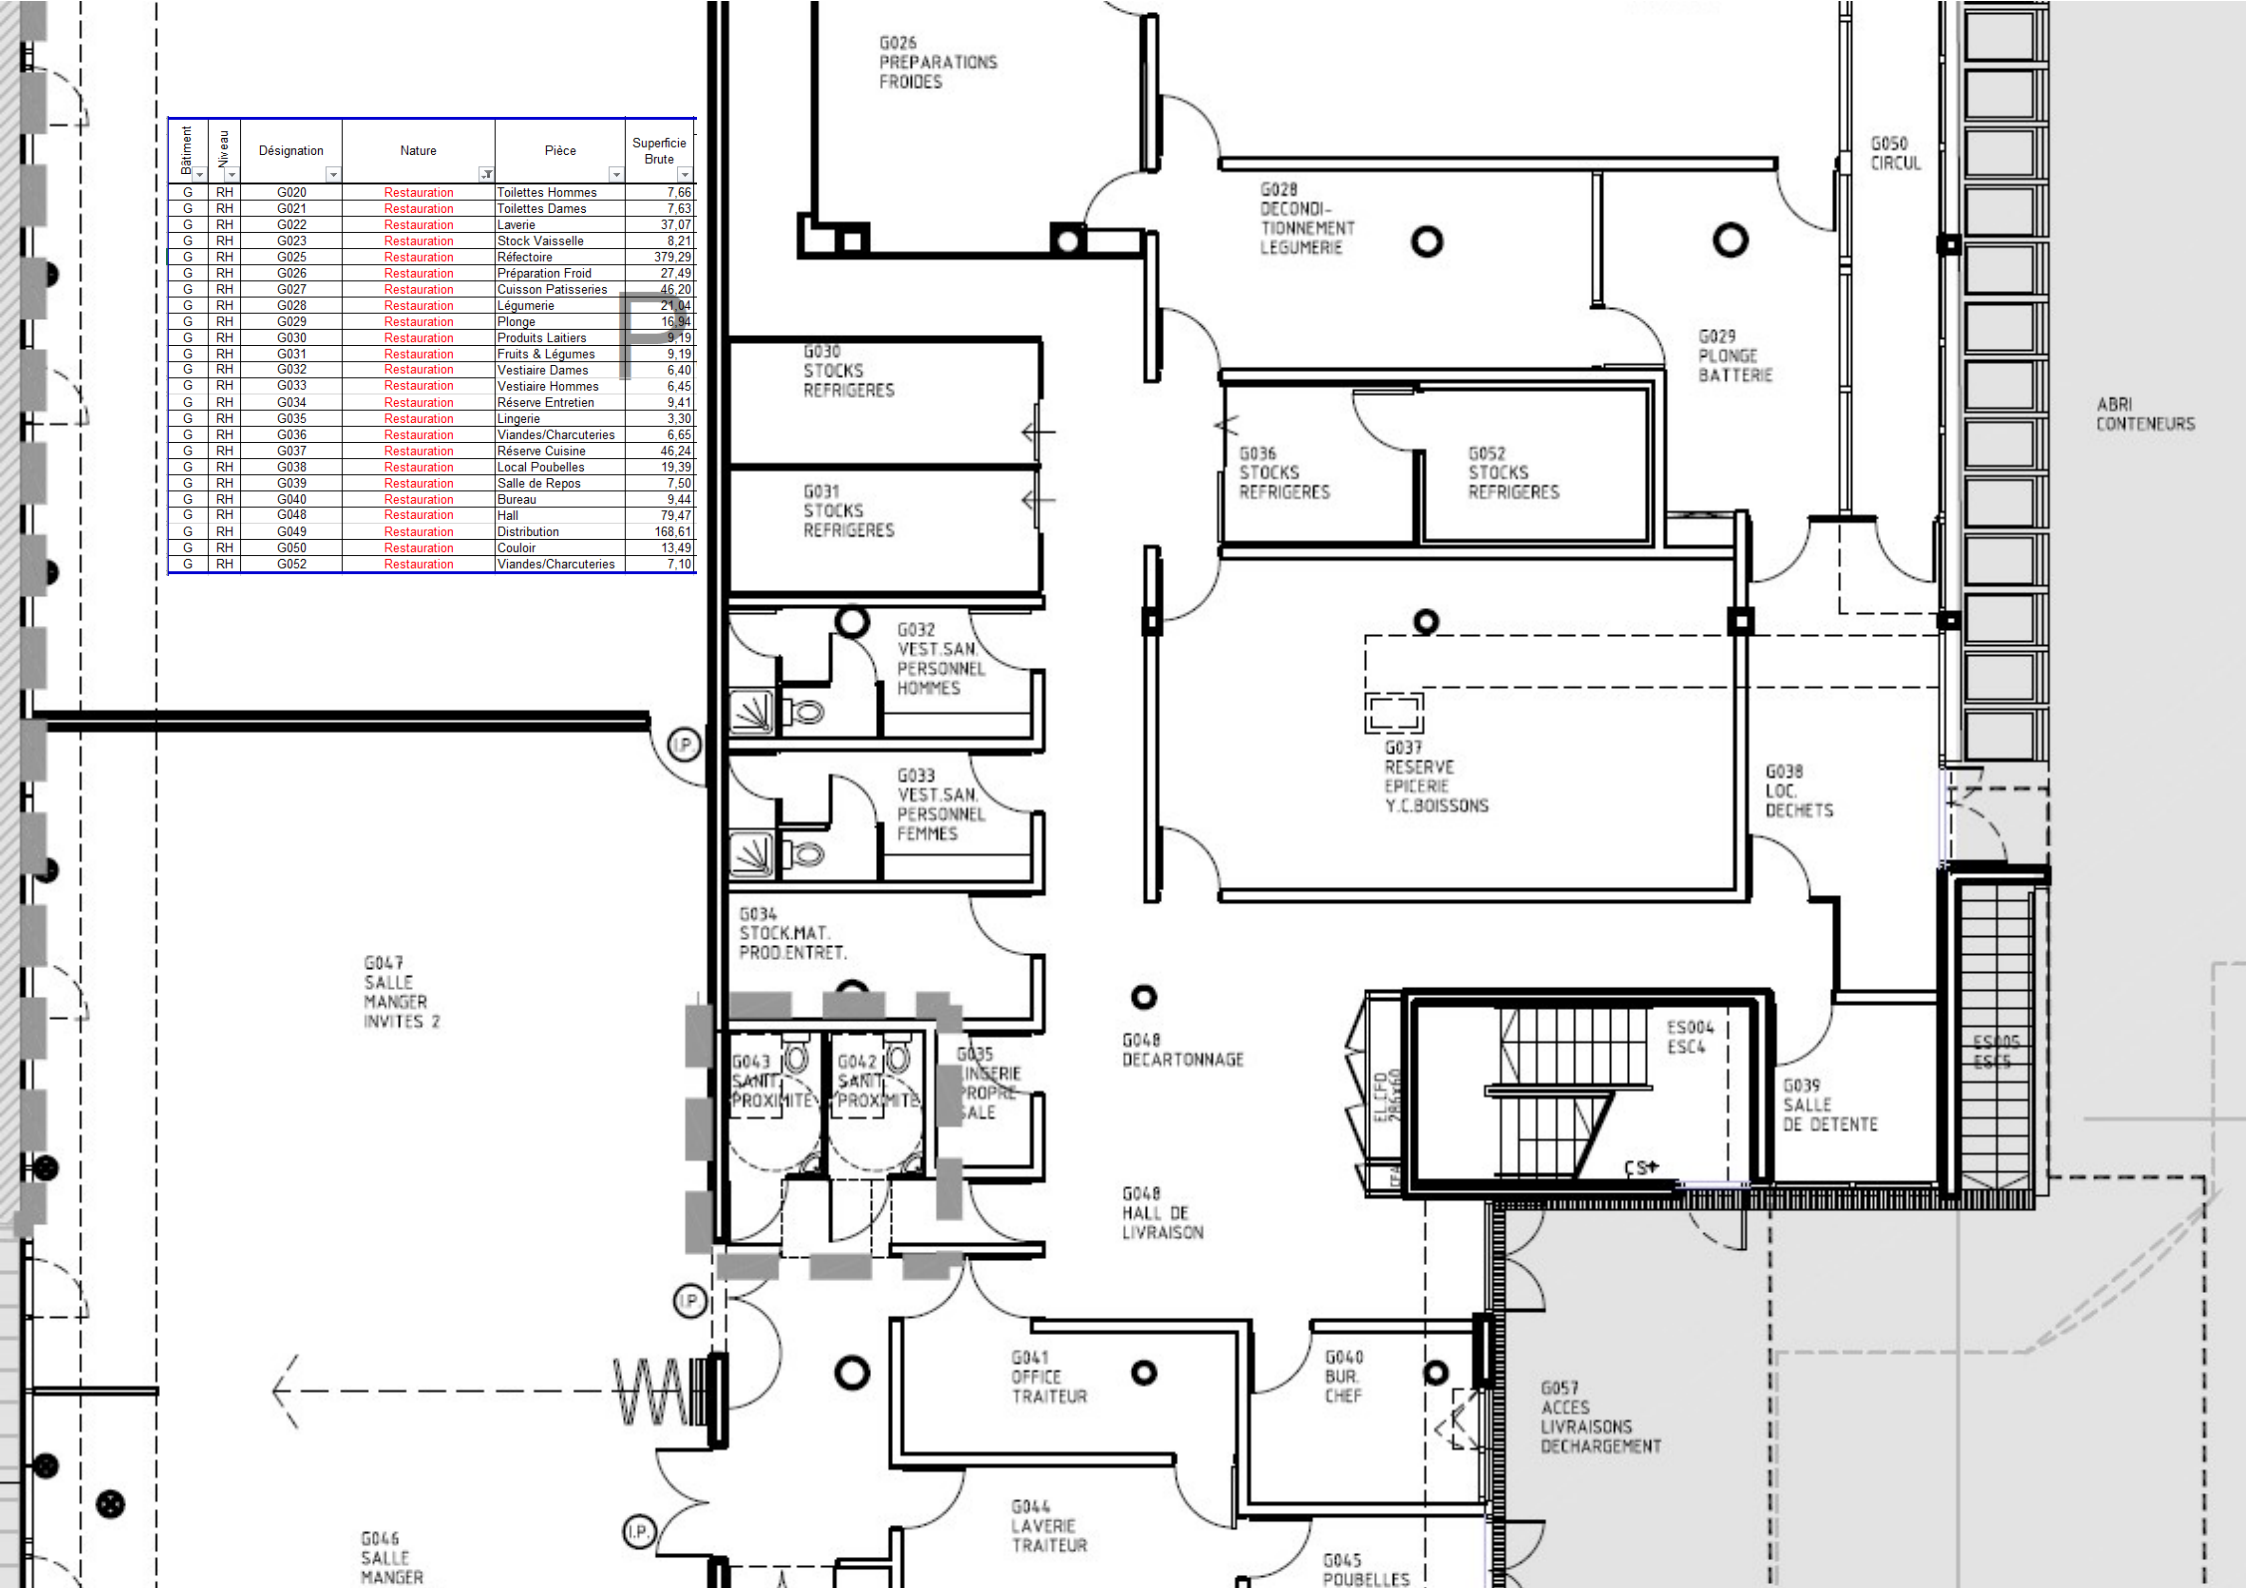 G026
PREPARATIONS
FROIDES
Bâtiment Niveau Désignation Nature Pièce Superficie Brute
G RH G020 Restauration Toilettes Hommes 7,66
G RH G021 Restauration Toilettes Dames 7,63
G RH G022 Restauration Laverie 37,07
G RH G023 Restauration Stock Vaisselle 8,21
G RH G025 Restauration Réfectoire 379,29
G RH G026 Restauration Préparation Froid 27,49
G RH G027 Restauration Cuisson Patisseries 46,20
G RH G028 Restauration Légumerie 21,04
G RH G029 Restauration Plonge 16,94
G RH G030 Restauration Produits Laitiers 9,19
G RH G031 Restauration Fruits & Légumes 9,19
G RH G032 Restauration Vestiaire Dames 6,40
G RH G033 Restauration Vestiaire Hommes 6,45
G RH G034 Restauration Réserve Entretien 9,41
G RH G035 Restauration Lingerie 3,30
G RH G036 Restauration Viandes/Charcuteries 6,65
G RH G037 Restauration Réserve Cuisine 46,24
G RH G038 Restauration Local Poubelles 19,39
G RH G039 Restauration Salle de Repos 7,50
G RH G040 Restauration Bureau 9,44
G RH G048 Restauration Hall 79,47
G RH G049 Restauration Distribution 168,61
G RH G050 Restauration Couloir 13,49
G RH G052 Restauration Viandes/Charcuteries 7,10
P
G050
CIRCUL
G028
DECONDI-
TIONNEMENT
LEGUMERIE
G029
PLONGE
BATTERIE
G030
STOCKS
REFRIGERES
ABRI
CONTENEURS
G036
STOCKS
REFRIGERES
G052
STOCKS
REFRIGERES
G031
STOCKS
REFRIGERES
G032
VEST.SAN.
PERSONNEL
HOMMES
I.P.
G033
VEST.SAN.
PERSONNEL
FEMMES
G037
RESERVE
EPICERIE
Y.C.BOISSONS
G038
LOC.
DECHETS
G034
STOCK.MAT.
PROD.ENTRET.
G047
SALLE
MANGER
INVITES 2
G043
SANIT.
PROXIMITE
G042
SANIT.
PROXIMITE
G035
LINGERIE
PROPRE
SALE
G048
DECARTONNAGE
EL.CFO
286x60
ES004
ESC4
CS+
ES005
ESC5
G039
SALLE
DE DETENTE
G048
HALL DE
LIVRAISON
I.P.
G041
OFFICE
TRAITEUR
G040
BUR.
CHEF
G057
ACCES
LIVRAISONS
DECHARGEMENT
G044
LAVERIE
TRAITEUR
I.P.
G046
SALLE
MANGER
G045
POUBELLES